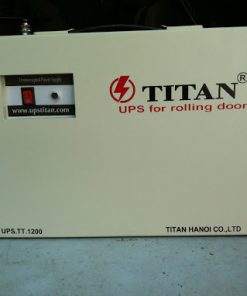 Uninterrupted Power Supply
www.upstitan.com
TITAN®
UPS for rolling door
UPS.TT.1200
TITAN HANOI CO.,LTD